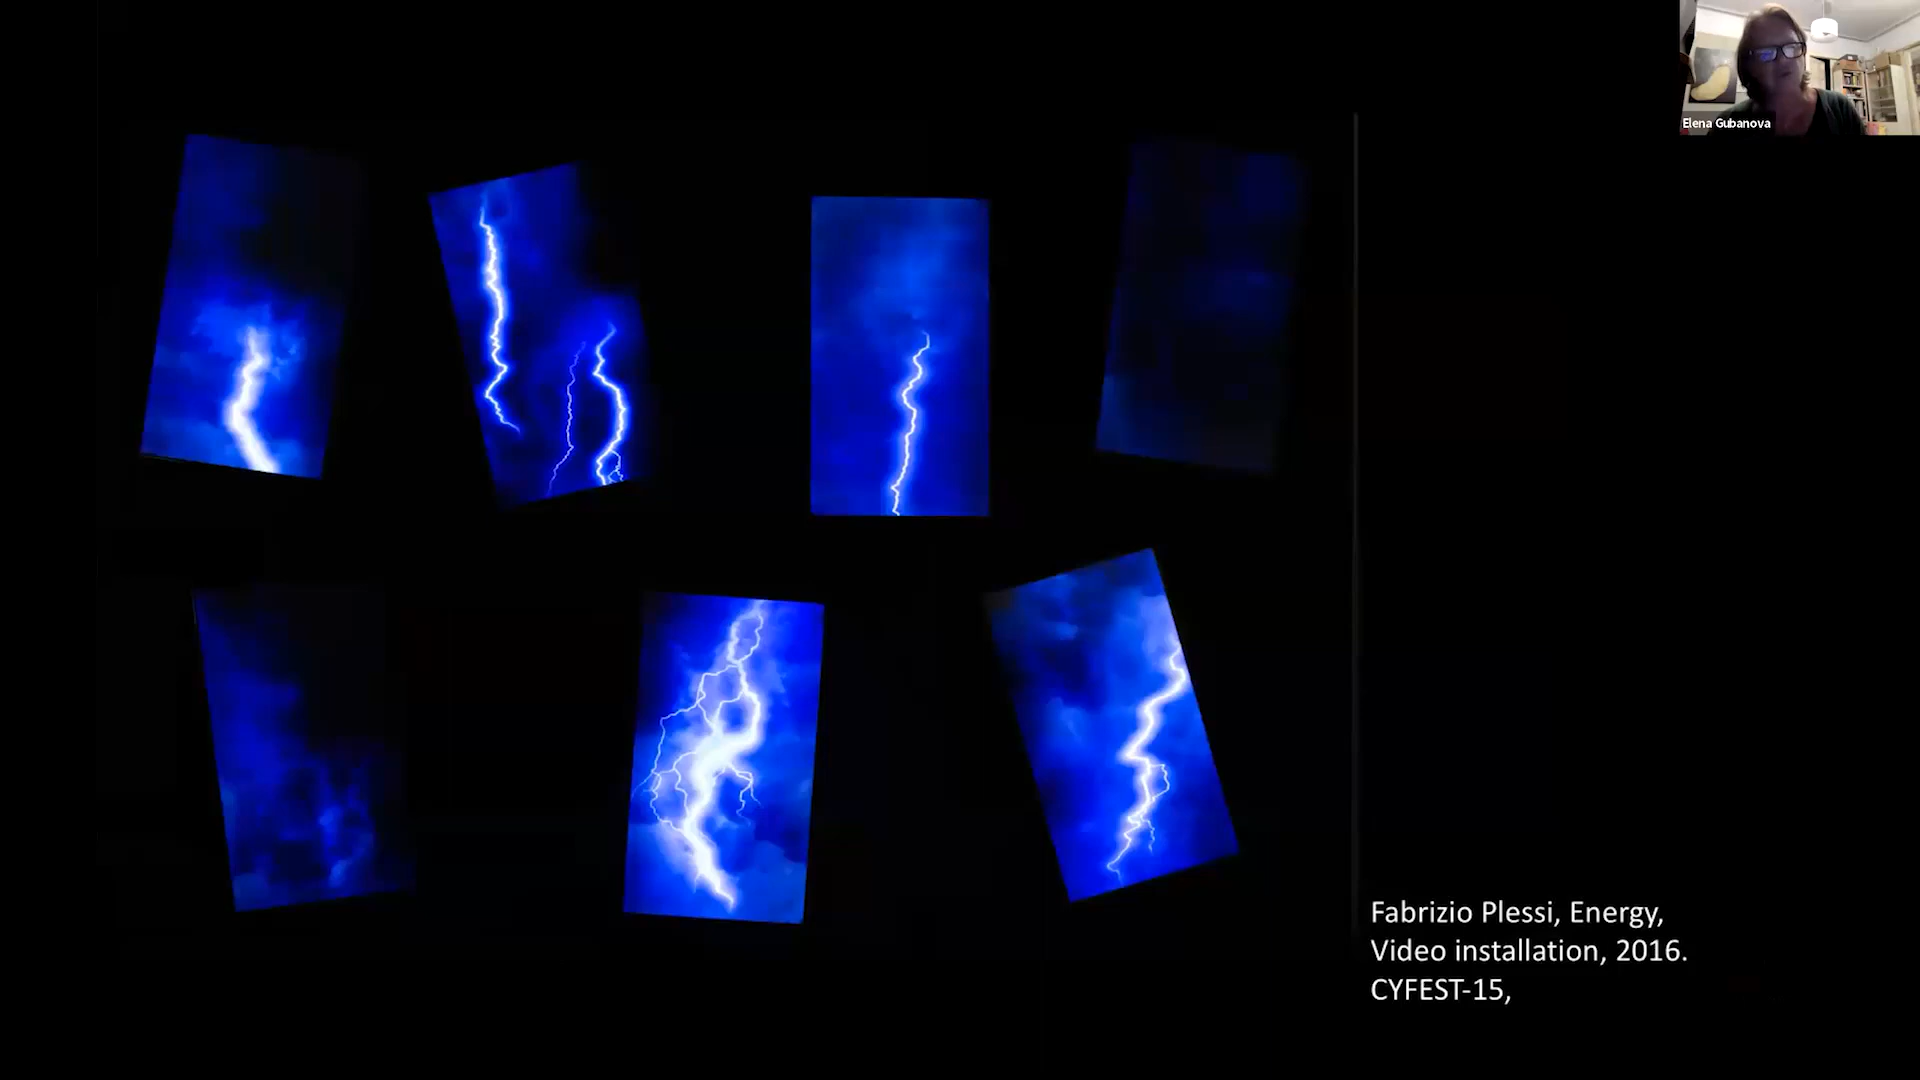 Elena Gubanova
Fabrizio Plessi, Energy,
Video installation, 2016.
CYFEST-15,